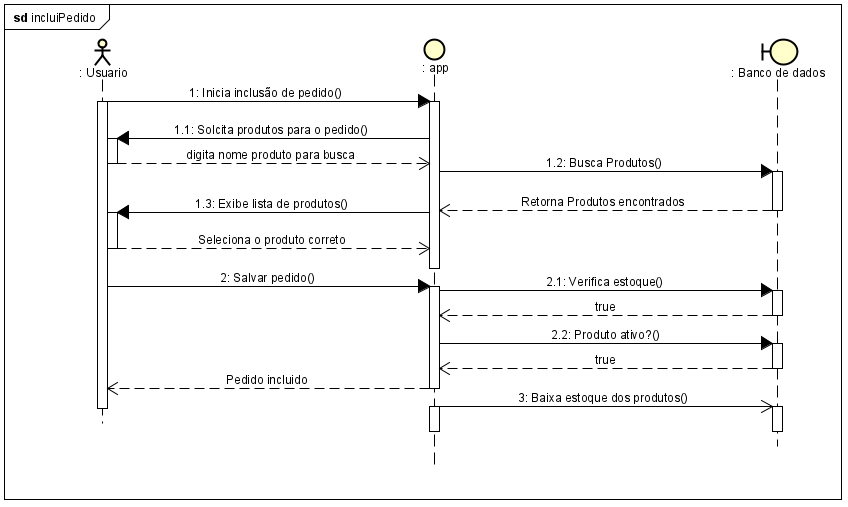 sd incluiPedido
: Usuario
: app
: Banco de dados
1: Inicia inclusão de pedido()
1.1: Solcita produtos para o pedido()
digita nome produto para busca
1.2: Busca Produtos()
Retorna Produtos encontrados
1.3: Exibe lista de produtos()
Seleciona o produto correto
2: Salvar pedido()
2.1: Verifica estoque()
true
2.2: Produto ativo?()
true
Pedido incluido
3: Baixa estoque dos produtos()